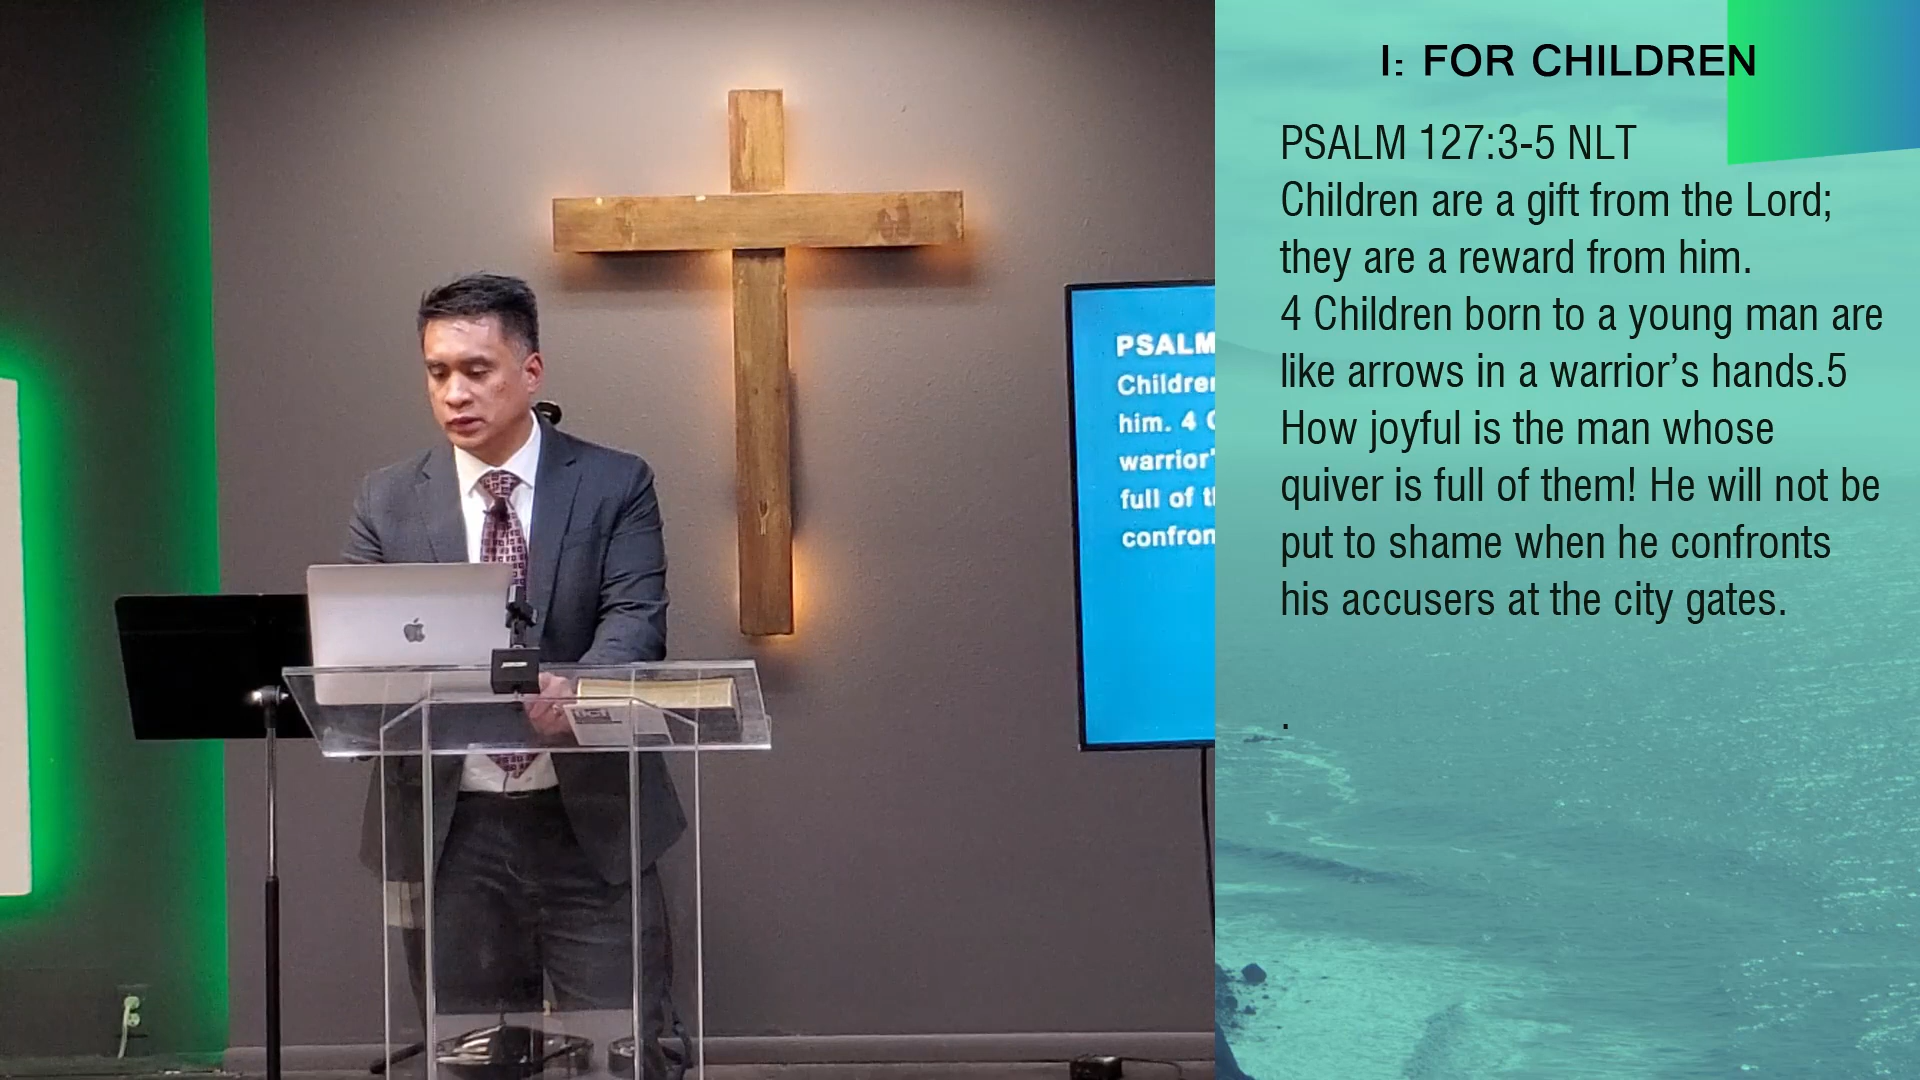 I: FOR CHILDREN
PSALM 127:3-5 NLT
Children are a gift from the Lord;
they are a reward from him.
4 Children born to a young man are
like arrows in a warrior’s hands.5
How joyful is the man whose
quiver is full of them! He will not be
put to shame when he confronts
his accusers at the city gates.
.
PSALM
Childre
him. 4
warrior'
full of t
confron